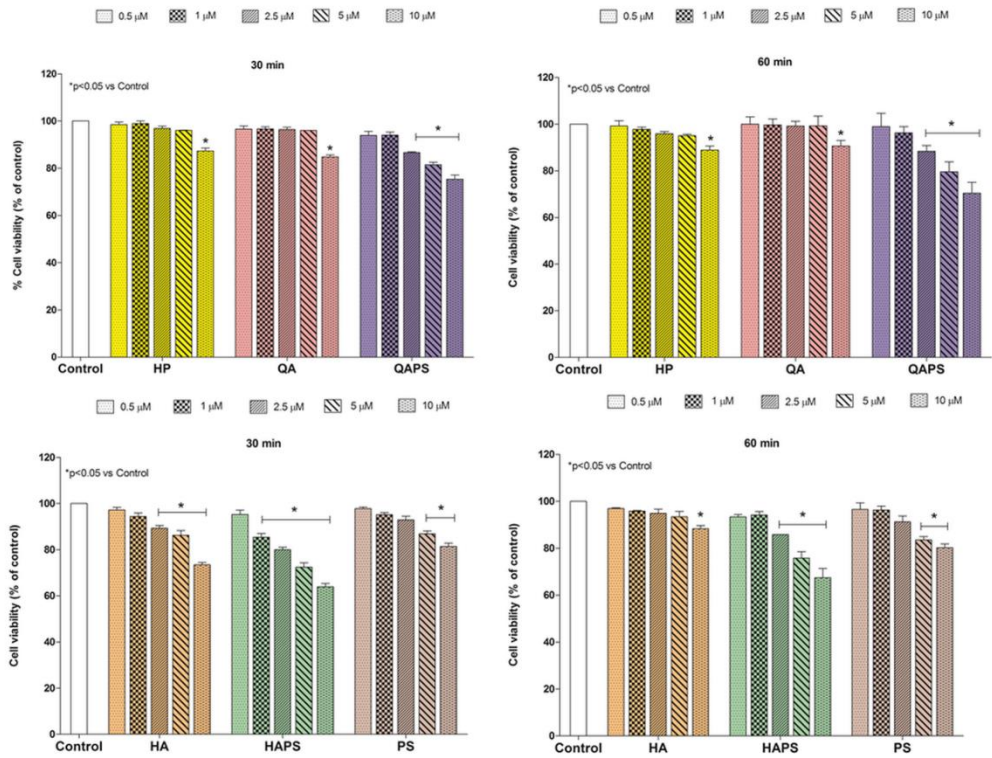 0.5 μM 1 μM 2.5 μM 5 μM 10 μM
30 min
*p<0.05 vs Control
% Cell viability (% of control)
120
100
80
60
40
20
0
* * *
Control HP QA QAPS
0.5 μM 1 μM 2.5 μM 5 μM 10 μM
60 min
*p<0.05 vs Control
Cell viability (% of control)
120
100
80
60
40
20
0
* * *
Control HP QA QAPS
0.5 μM 1 μM 2.5 μM 5 μM 10 μM
30 min
*p<0.05 vs Control
Cell viability (% of control)
120
100
80
60
40
20
0
* * *
Control HA HAPS PS
0.5 μM 1 μM 2.5 μM 5 μM 10 μM
60 min
*p<0.05 vs Control
Cell viability (% of control)
120
100
80
60
40
20
0
* * *
Control HA HAPS PS